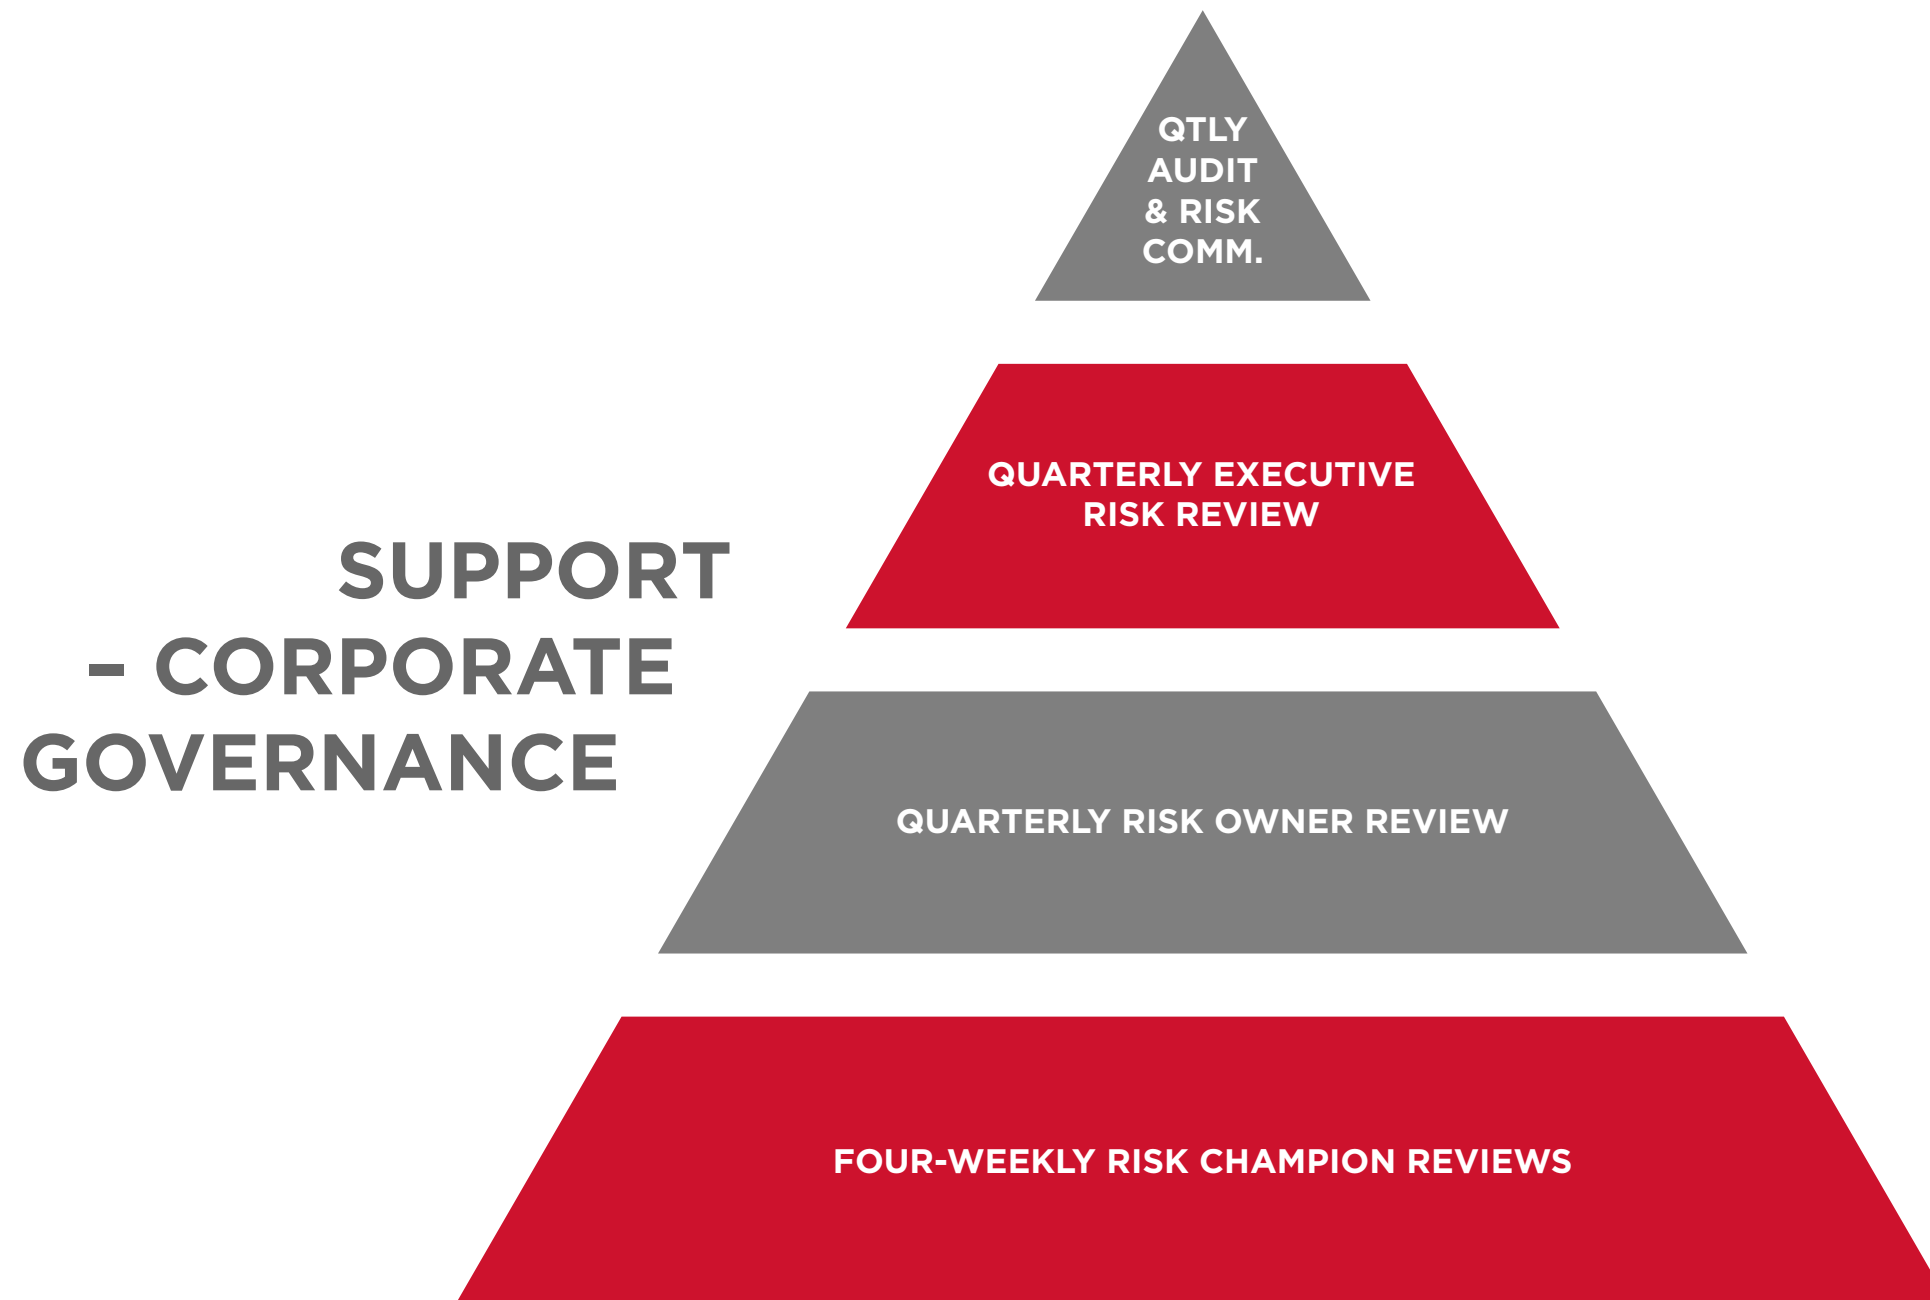 QTLY
AUDIT
& RISK
COMM.
QUARTERLY EXECUTIVE
RISK REVIEW
SUPPORT
– CORPORATE
GOVERNANCE
QUARTERLY RISK OWNER REVIEW
FOUR-WEEKLY RISK CHAMPION REVIEWS